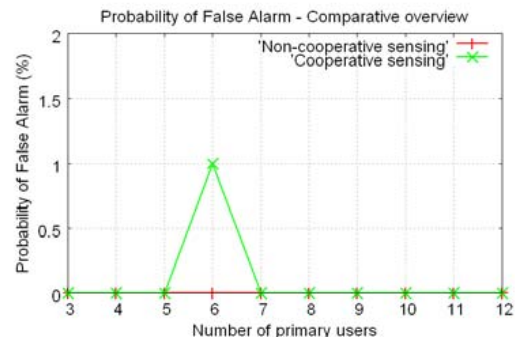 Probability of False Alarm - Comparative overview
2
'Non-cooperative sensing'
'Cooperative sensing'
1.5
1
0.5
0
Probability of False Alarm (%)
3 4 5 6 7 8 9 10 11 12
Number of primary users